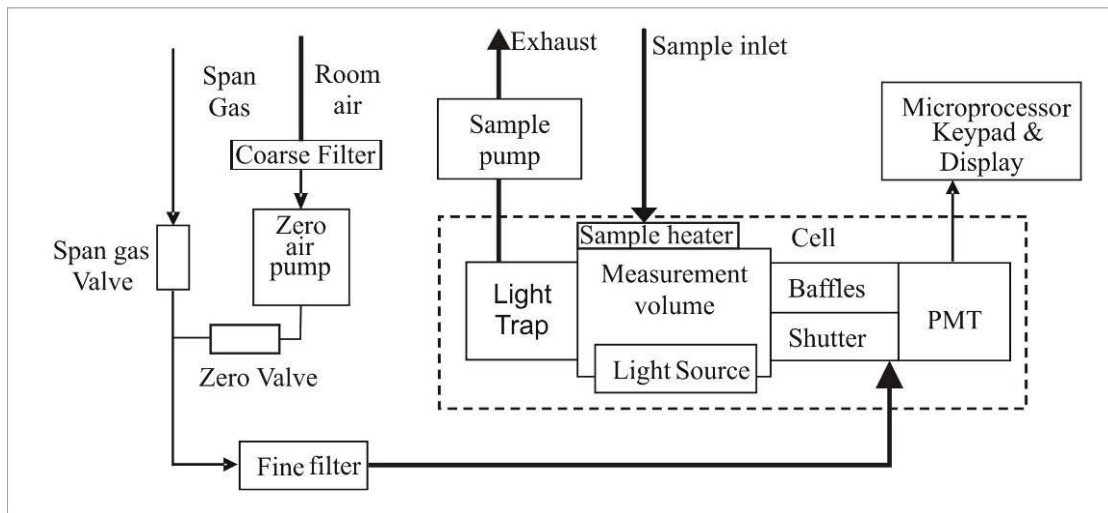 Span
Gas
Room
air
Exhaust
Sample inlet
Coarse Filter
Sample
pump
Microprocessor
Keypad &
Display
Span gas
Valve
Zero
air
pump
Sample heater
Cell
Light
Trap
Measurement
volume
Baffles
Shutter
PMT
Light Source
Zero Valve
Fine filter